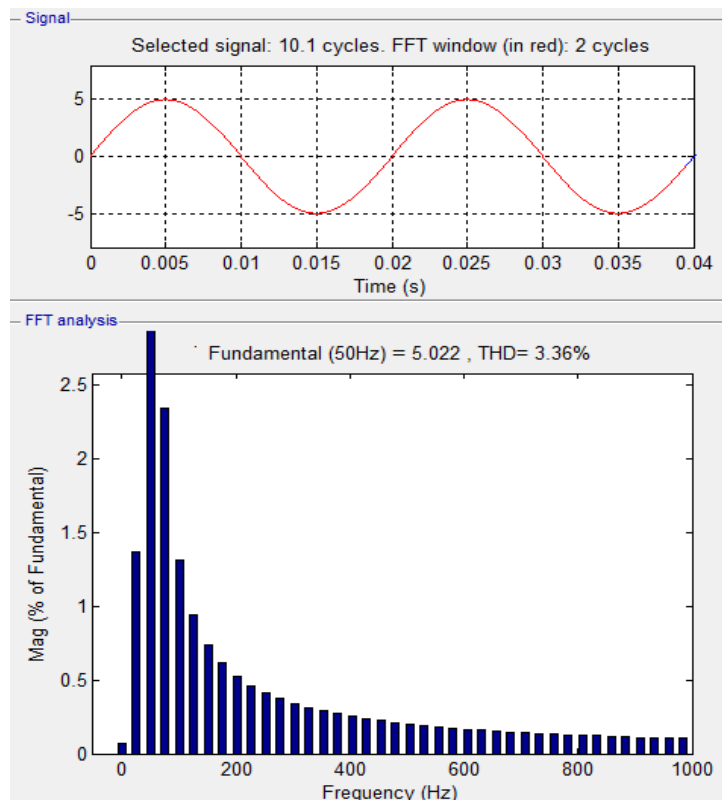 Signal
Selected signal: 10.1 cycles. FFT window (in red): 2 cycles
5
0
-5
0 0.005 0.01 0.015 0.02 0.025 0.03 0.035 0.04
Time (s)
FFT analysis
Fundamental (50Hz) = 5.022 , THD= 3.36%
2.5
2
1.5
1
0.5
0
Mag (% of Fundamental)
0 200 400 600 800 1000
Frequency (Hz)